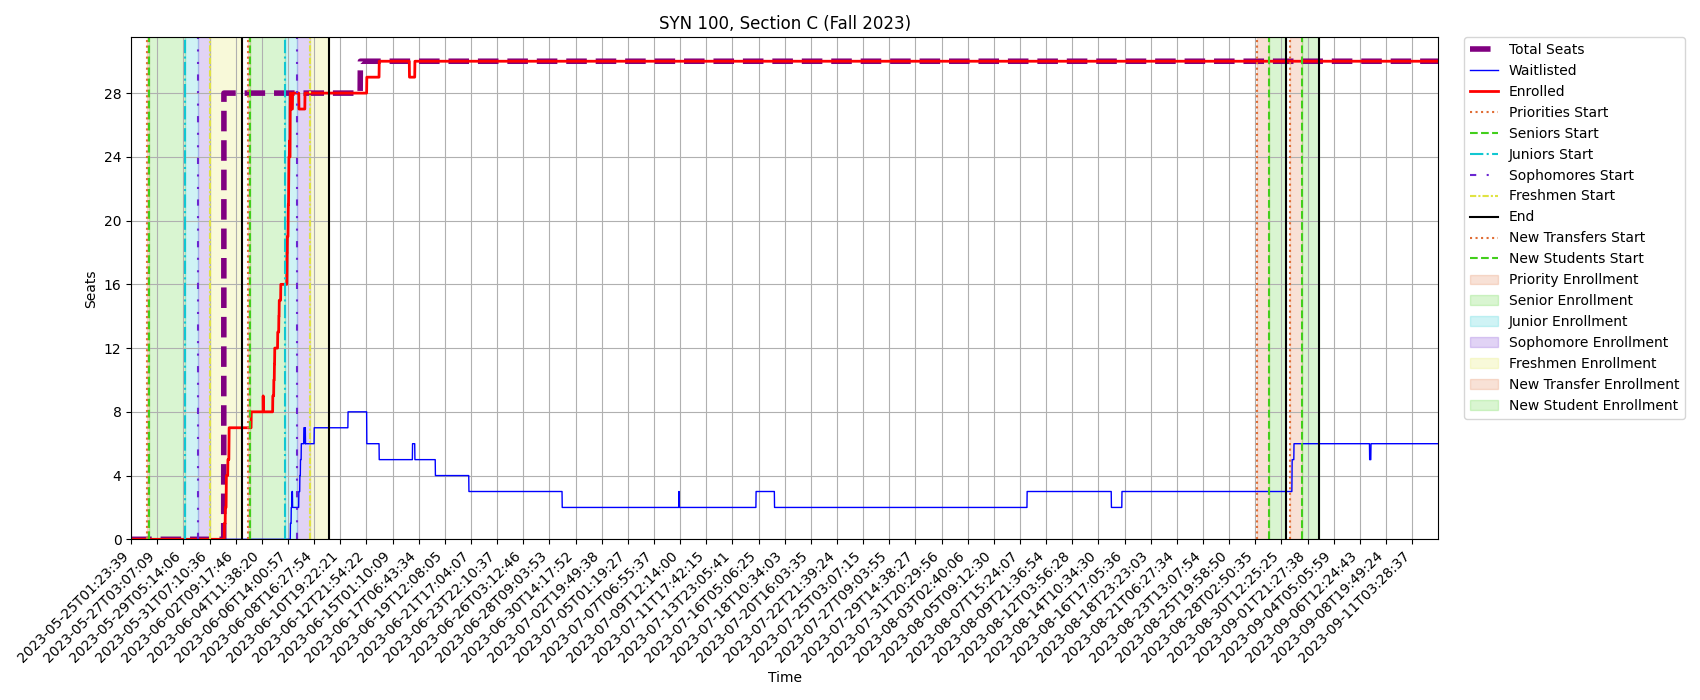 SYN 100, Section C (Fall 2023)
Seats
28
24
20
16
12
8
4
0
2023-05-25T01:23:39
2023-05-27T03:07:09
2023-05-29T05:14:06
2023-05-31T07:10:36
2023-06-02T09:17:46
2023-06-04T11:38:20
2023-06-06T14:00:57
2023-06-08T16:27:54
2023-06-10T19:22:21
2023-06-12T21:54:22
2023-06-15T01:10:09
2023-06-17T06:43:34
2023-06-19T12:08:05
2023-06-21T17:04:07
2023-06-23T22:10:37
2023-06-26T03:12:46
2023-06-28T09:03:53
2023-06-30T14:17:52
2023-07-02T19:49:38
2023-07-05T01:19:27
2023-07-07T06:55:37
2023-07-09T12:14:00
2023-07-11T17:42:15
2023-07-13T23:05:41
2023-07-16T05:06:25
2023-07-18T10:34:03
2023-07-20T16:03:35
2023-07-22T21:39:24
2023-07-25T03:07:15
2023-07-27T09:03:55
2023-07-29T14:38:27
2023-07-31T20:29:56
2023-08-03T02:40:06
2023-08-05T09:12:30
2023-08-07T15:24:07
2023-08-09T21:36:54
2023-08-12T03:56:28
2023-08-14T10:34:30
2023-08-16T17:05:36
2023-08-18T23:23:03
2023-08-21T06:27:34
2023-08-23T13:07:54
2023-08-25T19:58:50
2023-08-28T02:50:35
2023-08-30T12:25:25
2023-09-01T21:27:38
2023-09-04T05:05:59
2023-09-06T12:24:43
2023-09-08T19:49:24
2023-09-11T03:28:37
Time
Total Seats
Waitlisted
Enrolled
Priorities Start
Seniors Start
Juniors Start
Sophomores Start
Freshmen Start
End
New Transfers Start
New Students Start
Priority Enrollment
Senior Enrollment
Junior Enrollment
Sophomore Enrollment
Freshmen Enrollment
New Transfer Enrollment
New Student Enrollment